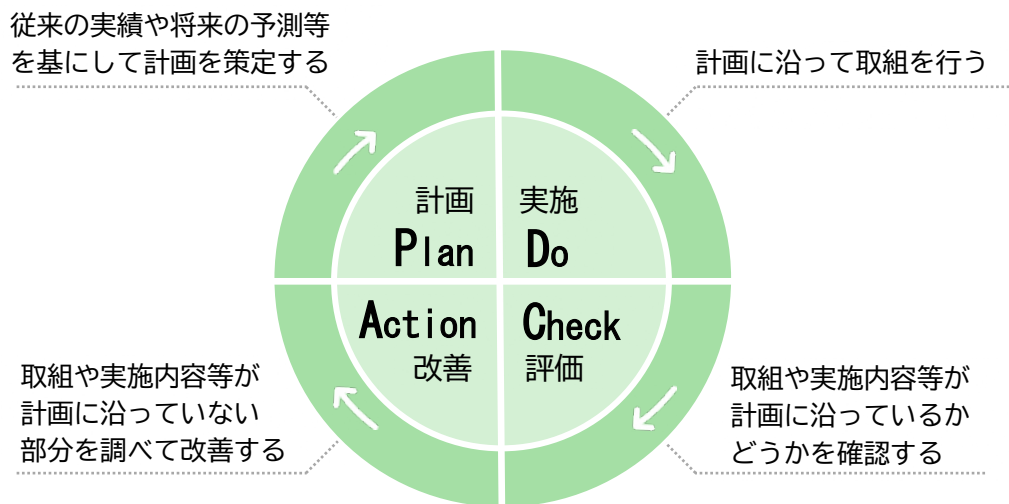 従来の実績や将来の予測等
を基にして計画を策定する
計画に沿って取組を行う
計画
Plan
実施
Do
Action
改善
Check
評価
取組や実施内容等が
計画に沿っていない
部分を調べて改善する
取組や実施内容等が
計画に沿っているか
どうかを確認する